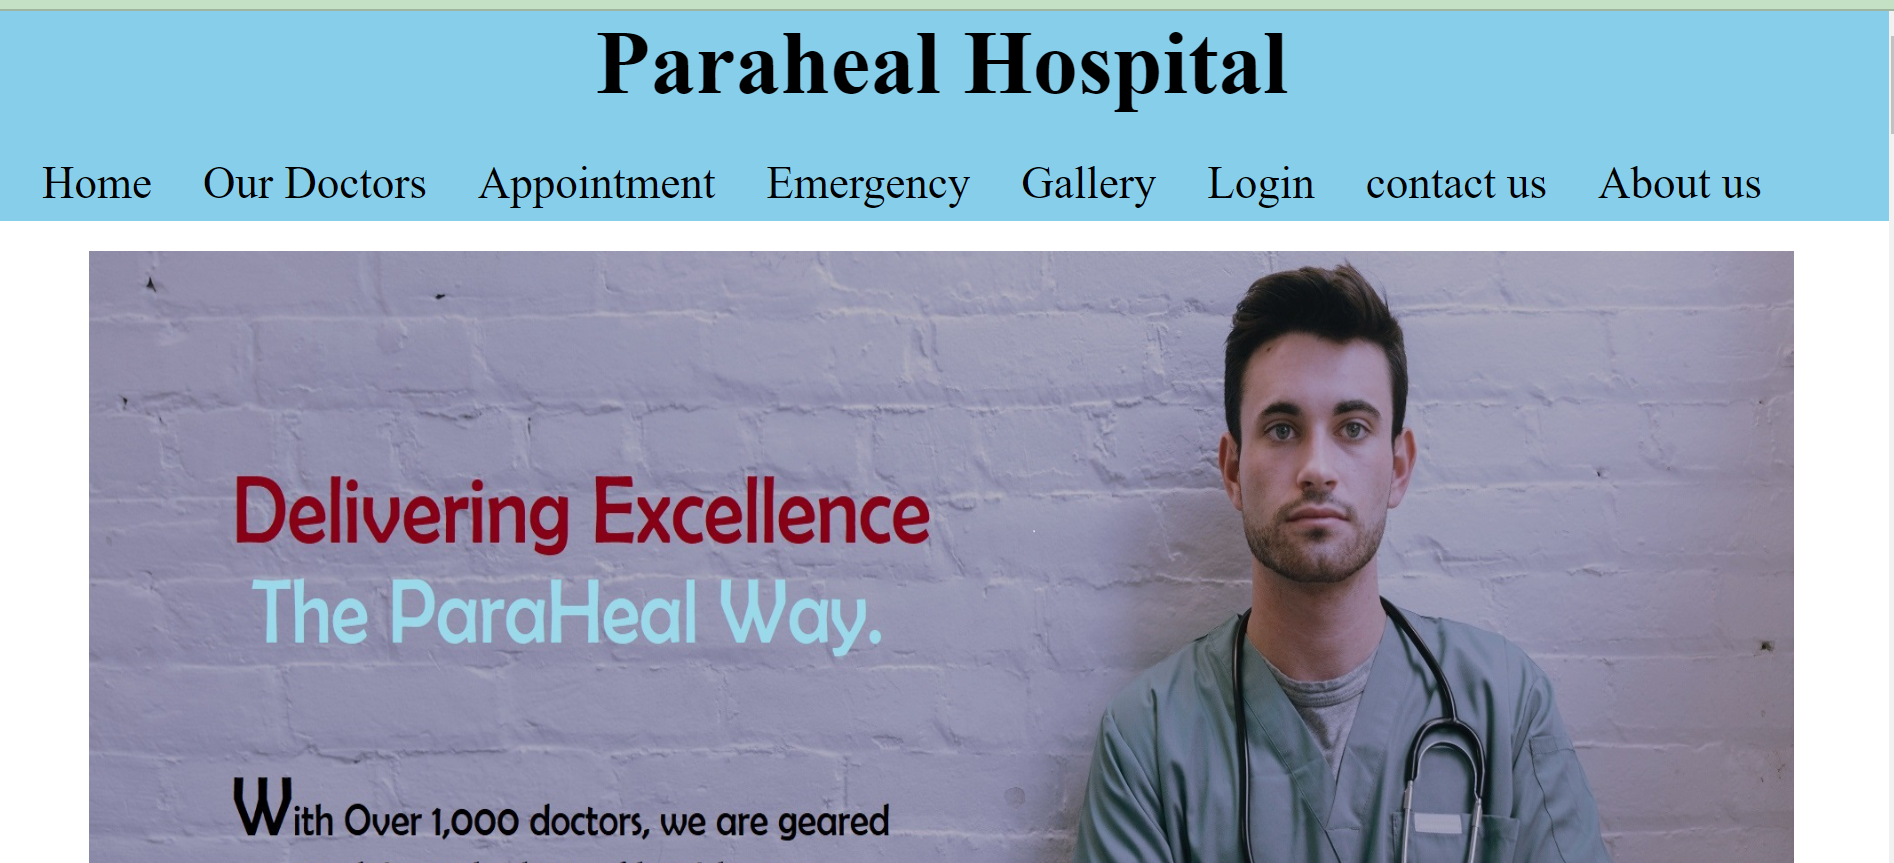 Paraheal Hospital
Home Our Doctors Appointment Emergency Gallery Login contact us About us
Delivering Excellence
The ParaHeal Way.
With Over 1,000 doctors, we are geared